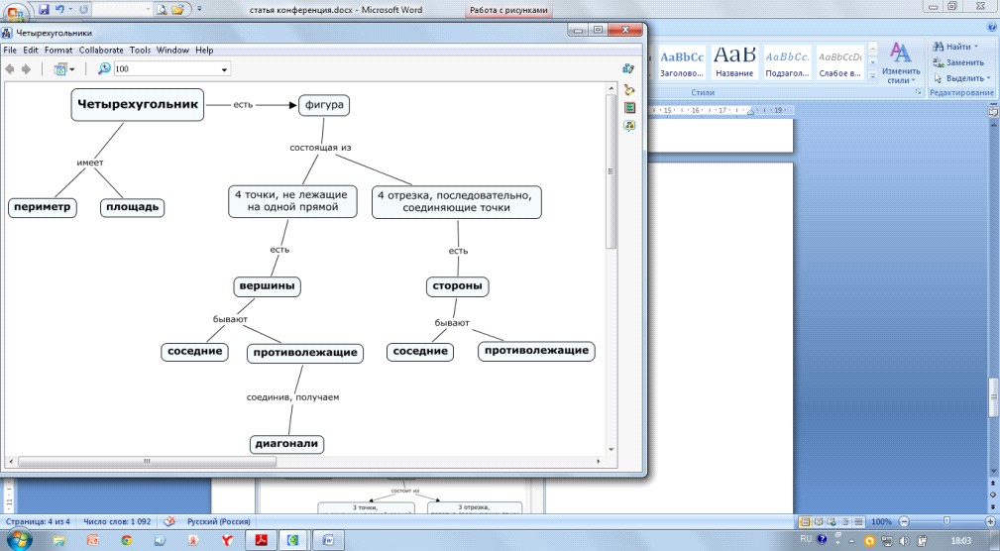 статья конференция.docx - Microsoft Word
Работа с рисунками
Четырехугольники
File Edit Format Collaborate Tools Window Help
100
Четырехугольник
есть
фигура
имеет
состоящая из
периметр
площадь
4 точки, не лежащие
на одной прямой
4 отрезка, последовательно,
соединяющие точки
есть
есть
вершины
стороны
бывают
бывают
соседние
противолежащие
соседние
противолежащие
соединив, получаем
диагонали
AaBbCc
Заголово...
AaB
Название
AaBbCc.
Подзагол...
AaBbCcDı
Слабое в...
Изменить
стили
Стили
Найти
Заменить
Выделить
Редактирование
15 16 17 19
состоит из
3 точки,
3 отрезка,
Страница: 4 из 4
Число слов: 1 092
Русский (Россия)
100%
RU
18:03